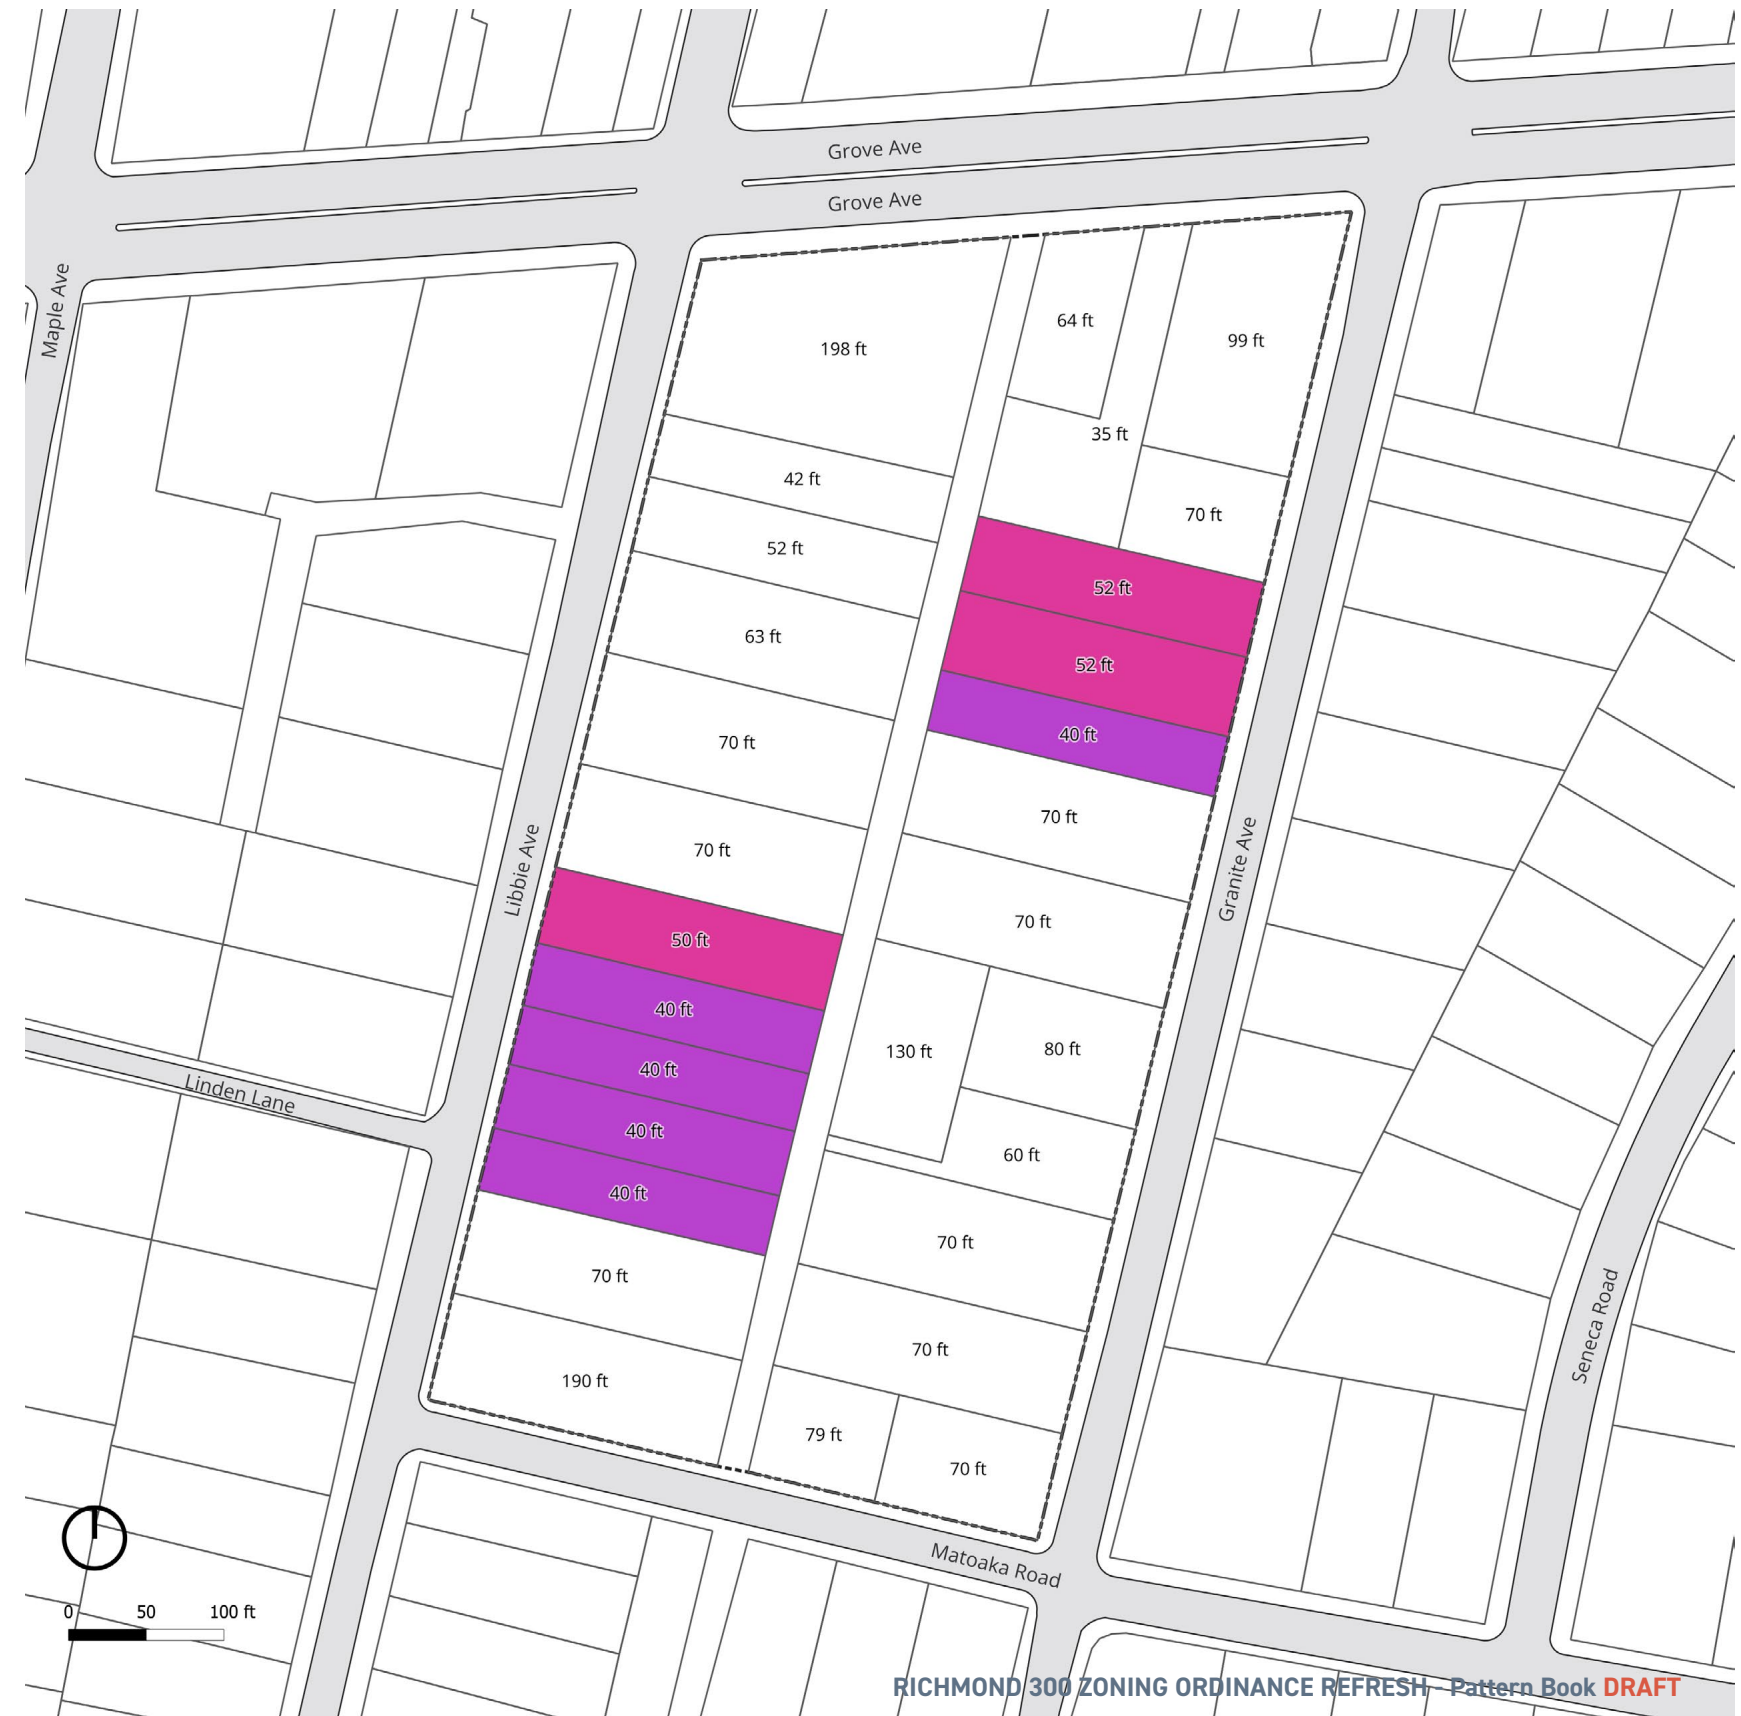 Grove Ave
Grove Ave
Maple Ave
64 ft
99 ft
198 ft
35 ft
42 ft
70 ft
52 ft
52 ft
63 ft
52 ft
40 ft
70 ft
70 ft
70 ft
Libbie Ave
Granite Ave
70 ft
50 ft
40 ft
130 ft
80 ft
40 ft
Linden Lane
40 ft
60 ft
40 ft
70 ft
70 ft
Seneca Road
70 ft
190 ft
79 ft
70 ft
Matoaka Road
0 50 100 ft
RICHMOND 300 ZONING ORDINANCE REFRESH - Pattern Book DRAFT